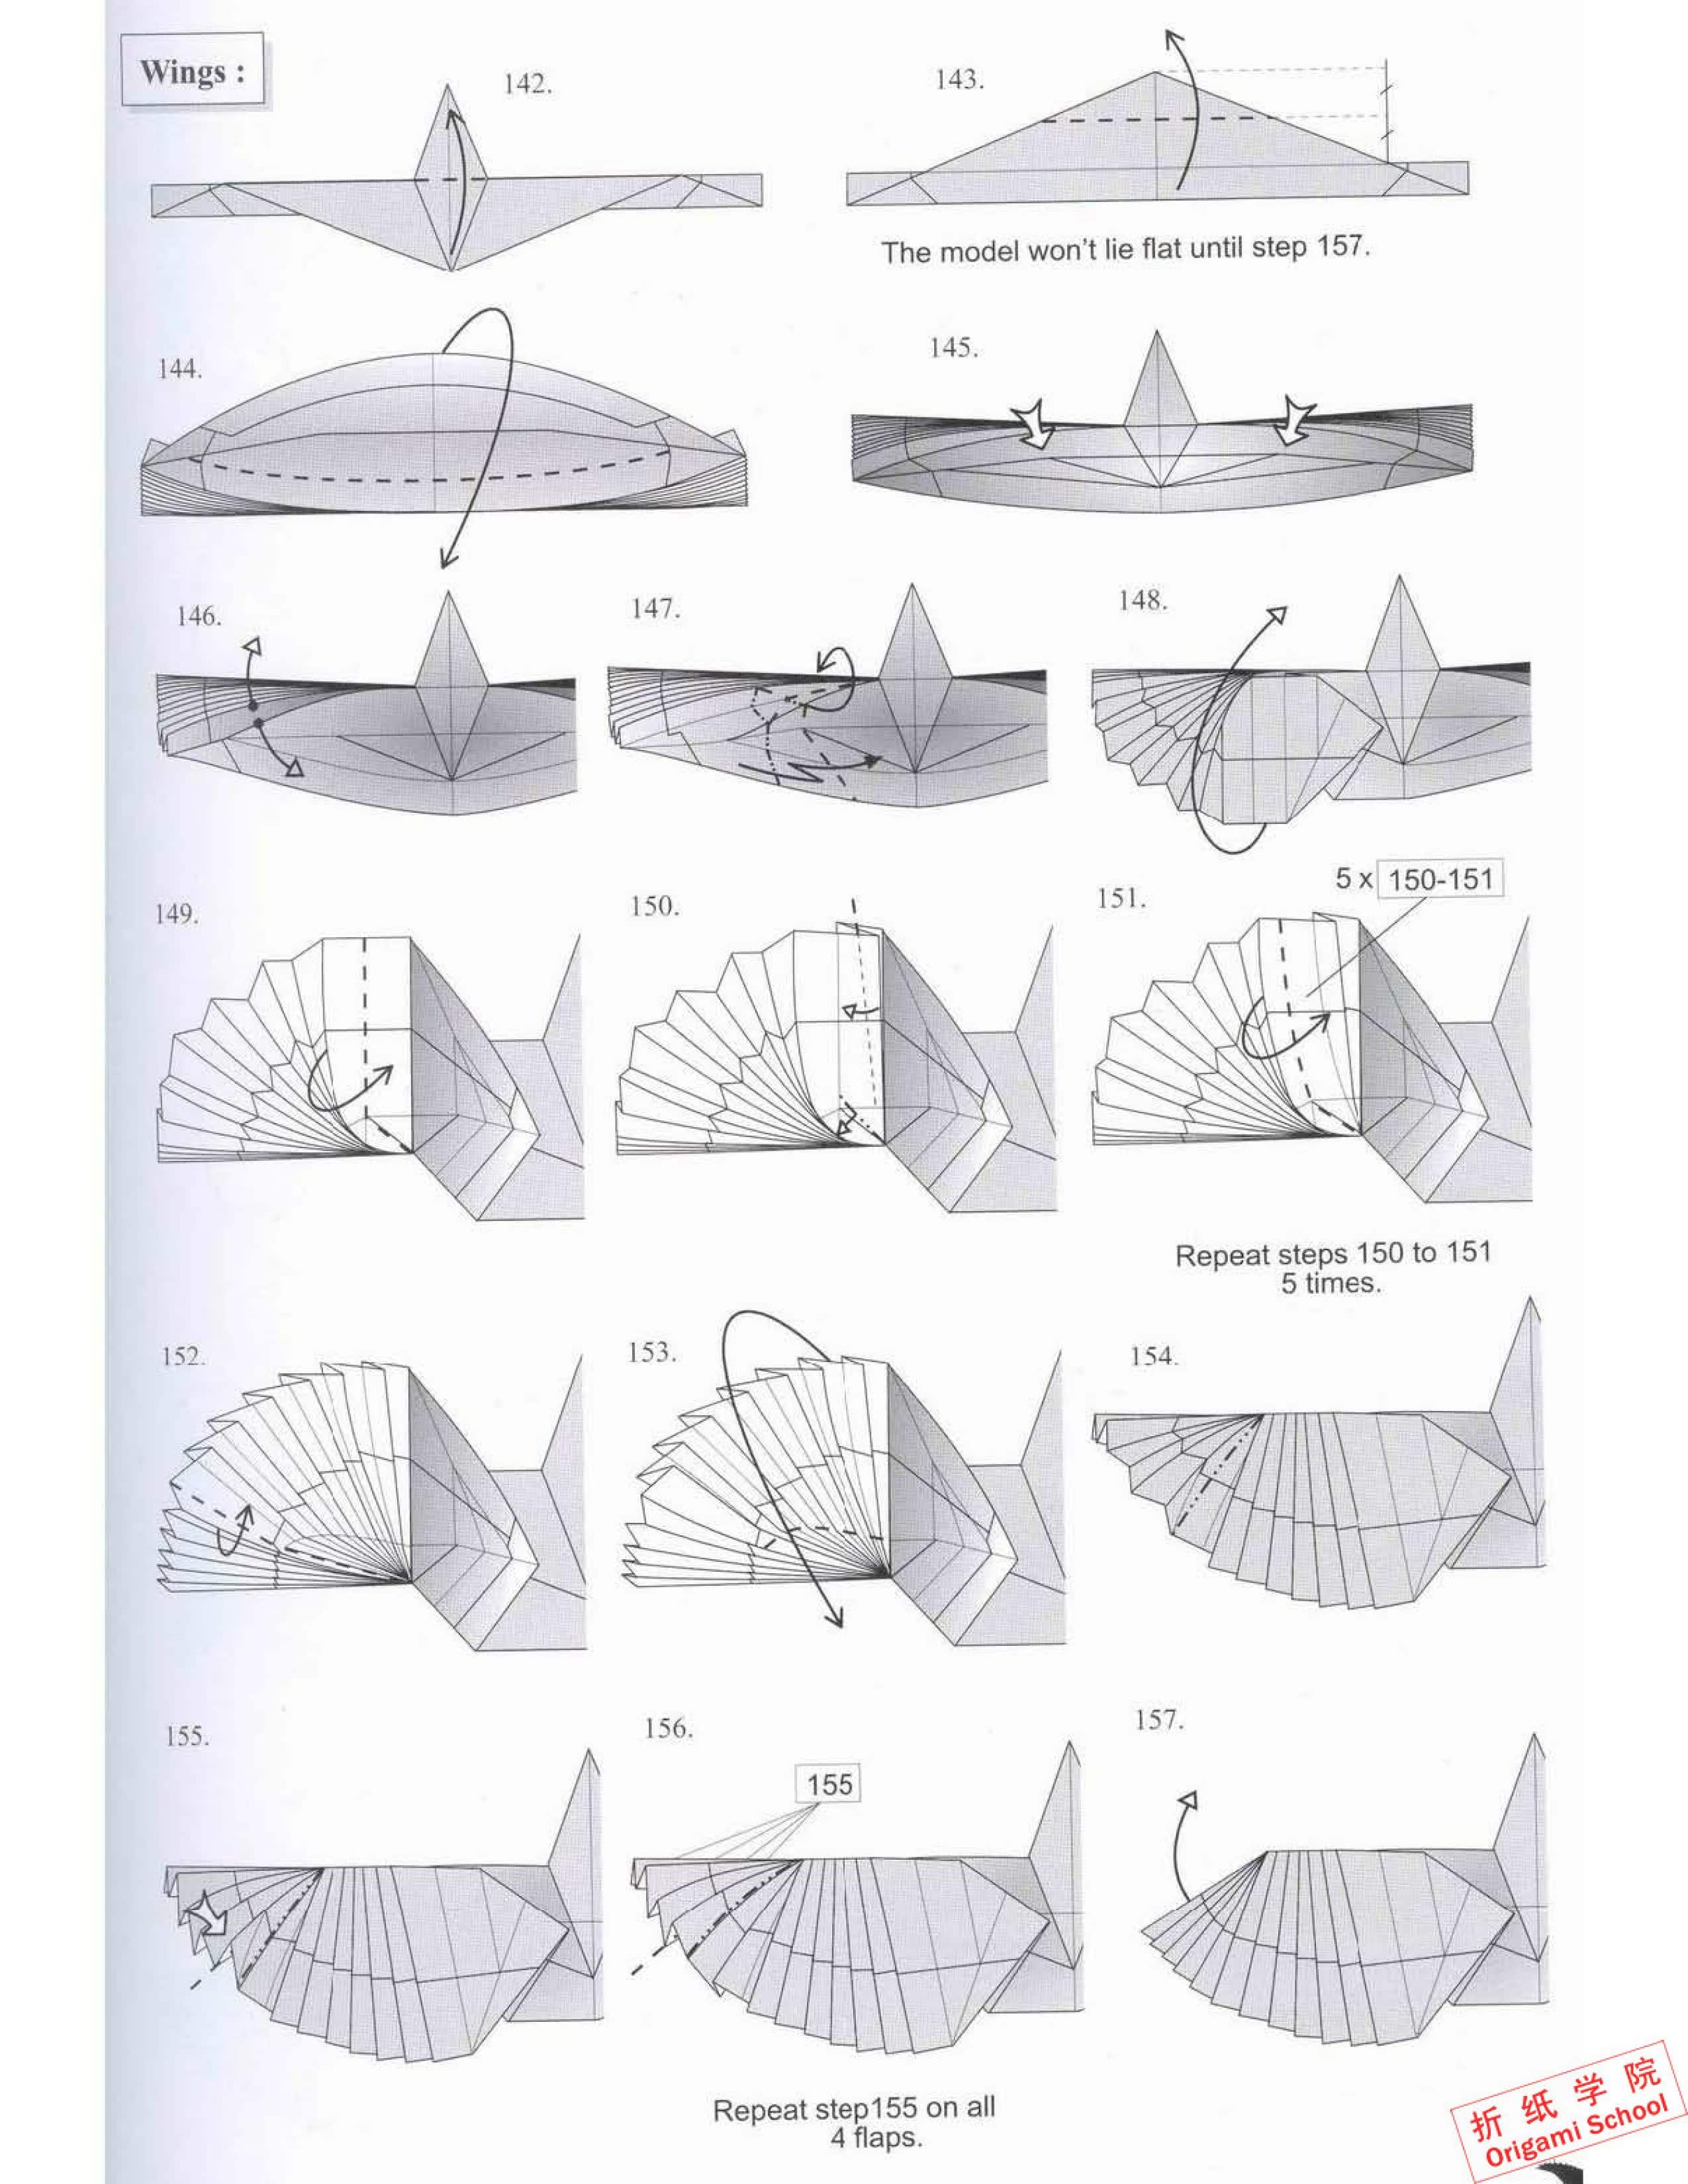 Wings :
142.
143.
The model won't lie flat until step 157.
144.
145.
146.
147.
148.
149.
150.
151.
5 x 150-151
Repeat steps 150 to 151
5 times.
152.
153.
154.
155.
156.
155
157.
Repeat step155 on all
4 flaps.
折纸学院
Origami School